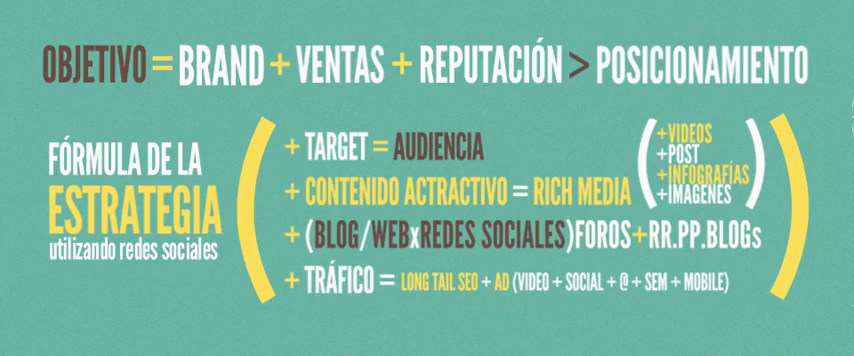 OBJETIVO = BRAND + VENTAS + REPUTACIÓN > POSICIONAMIENTO
FÓRMULA DE LA
ESTRATEGIA
utilizando redes sociales
+ TARGET = AUDIENCIA
+ CONTENIDO ACTRACTIVO = RICH MEDIA
+VIDEOS
+POST
+INFOGRAFÍAS
+IMAGENES
+ (BLOG/WEBxREDES SOCIALES)FOROS+RR.PP.BLOGs
+ TRÁFICO = LONG TAIL SEO + AD (VIDEO + SOCIAL + @ + SEM + MOBILE)